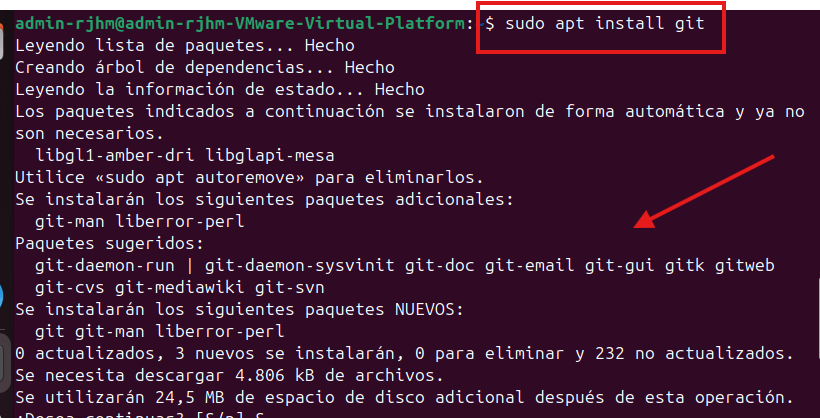 admin-rjhm@admin-rjhm-VMware-Virtual-Platform:~$ sudo apt install git
Leyendo lista de paquetes... Hecho
Creando árbol de dependencias... Hecho
Leyendo la información de estado... Hecho
Los paquetes indicados a continuación se instalaron de forma automática y ya no
son necesarios.
libgl1-amber-dri libglapi-mesa
Utilice «sudo apt autoremove» para eliminarlos.
Se instalarán los siguientes paquetes adicionales:
git-man liberror-perl
Paquetes sugeridos:
git-daemon-run | git-daemon-sysvinit git-doc git-email git-gui gitk gitweb
git-cvs git-mediawiki git-svn
Se instalarán los siguientes paquetes NUEVOS:
git git-man liberror-perl
0 actualizados, 3 nuevos se instalarán, 0 para eliminar y 232 no actualizados.
Se necesita descargar 4.806 kB de archivos.
Se utilizarán 24,5 MB de espacio de disco adicional después de esta operación.
¿Desea continuar? [S/n] S